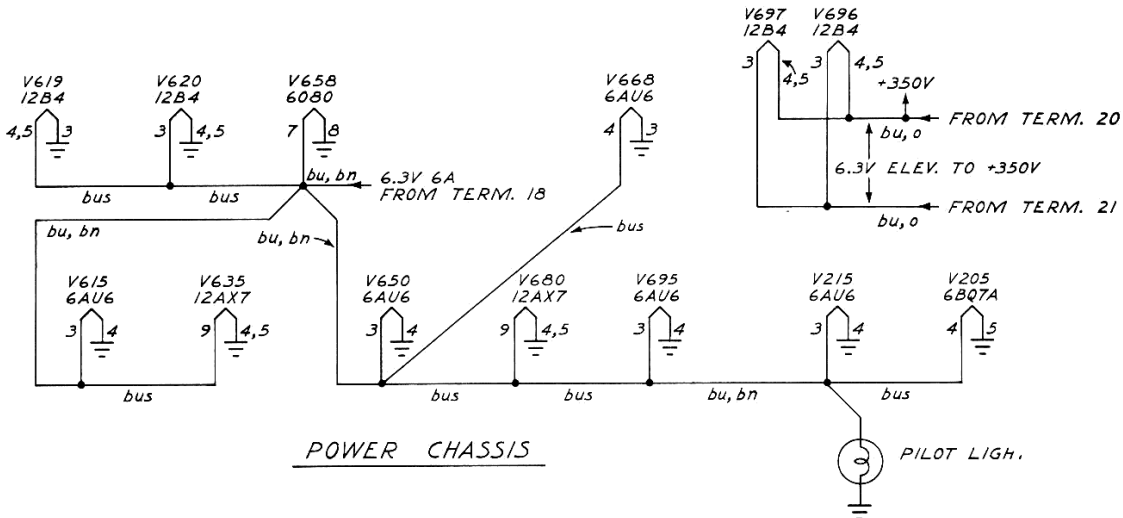 V697 V696
12B4 12B4
3 4,5 3 4,5
+350V
FROM TERM. 20
bu, o
6.3V ELEV. TO +350V
FROM TERM. 21
bu, o
V619 V620 V658 V668
12B4 12B4 6080 6AU6
4,5 3 3 4,5 7 8 4 3
bu, bn
6.3V 6A
FROM TERM. 18
bus bus
bu, bn
bu, bn
bus
V615 V635 V650 V680 V695 V215 V205
6AU6 12AX7 6AU6 12AX7 6AU6 6AU6 6BQ7A
3 4 9 4,5 3 4 9 4,5 3 4 3 4 4 5
bus bus bus bu, bn bus
POWER CHASSIS
PILOT LIGH.